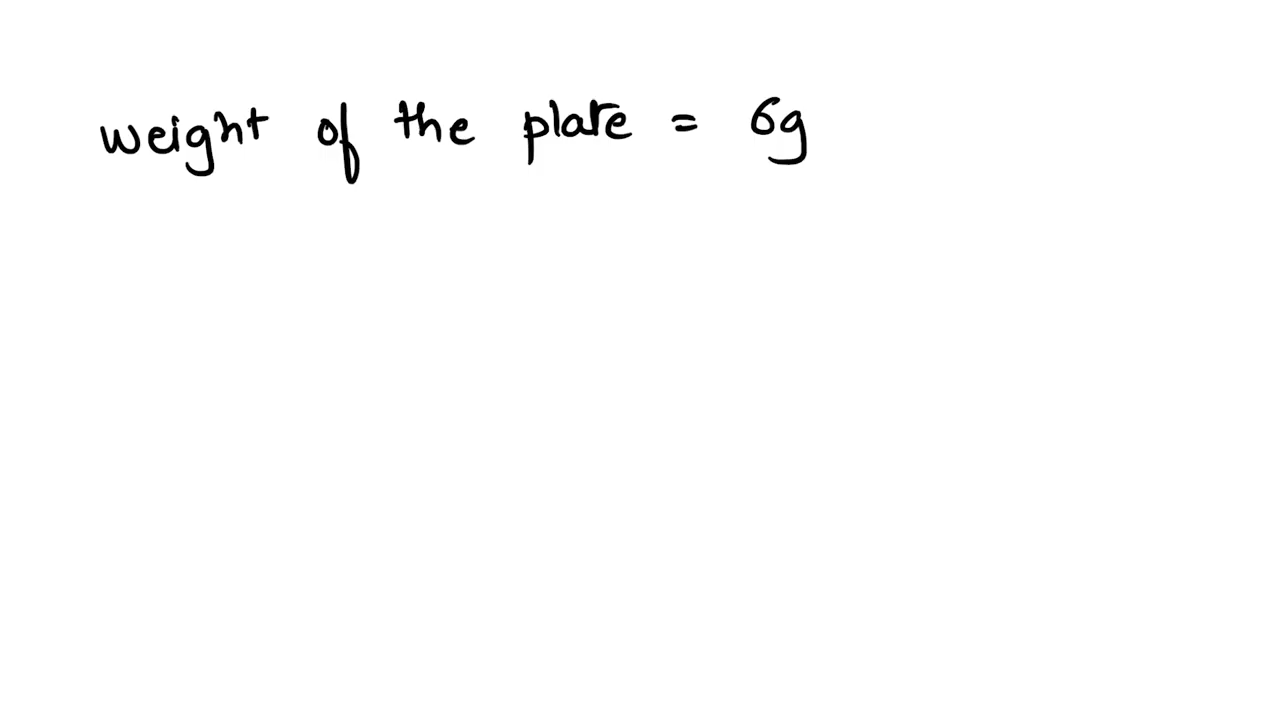 weight of the plate = 6g